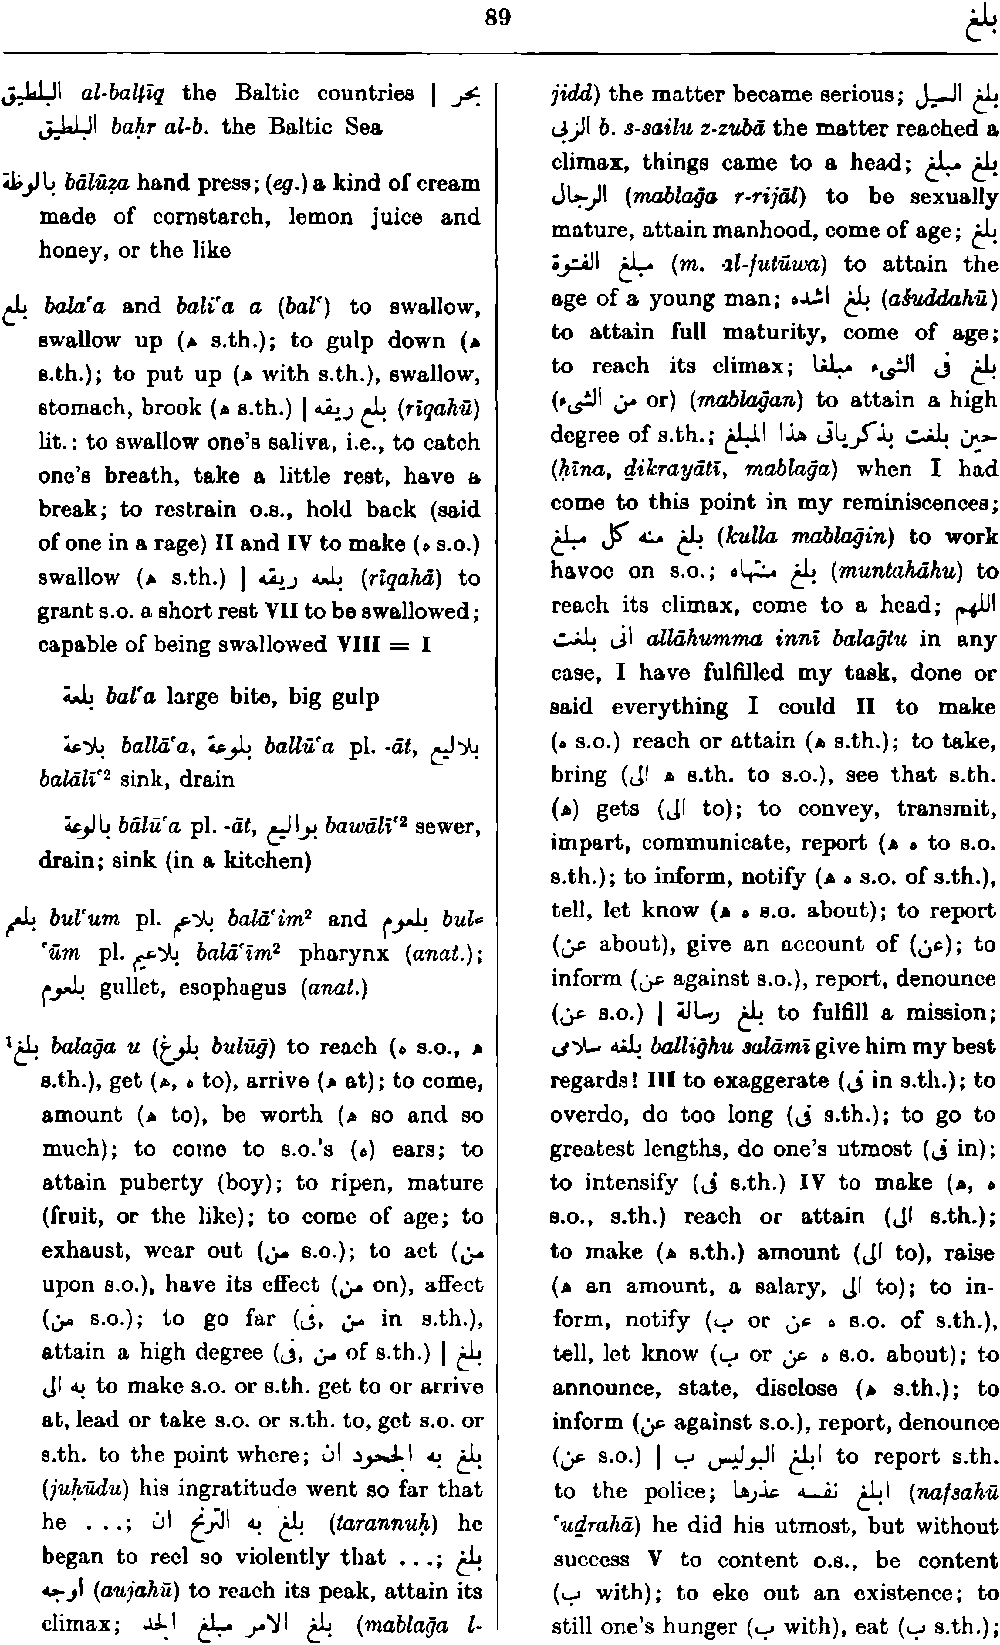 89
بلغ
البلطيق al-balṭīq the Baltic countries | بحر
البلطيق baḥr al-b. the Baltic Sea
بالوظة bālūẓa hand press; (eg.) a kind of cream
made of cornstarch, lemon juice and
honey, or the like
بلع balaʿa and baliʿa a (balʿ) to swallow,
swallow up (ه s.th.); to gulp down (ه
s.th.); to put up (ه with s.th.), swallow,
stomach, brook (ه s.th.) | بلع ريقه (rīqahū)
lit.: to swallow one's saliva, i.e., to catch
one's breath, take a little rest, have a
break; to restrain o.s., hold back (said
of one in a rage) II and IV to make (ه s.o.)
swallow (ه s.th.) | بلعه ريقه (rīqahū) to
grant s.o. a short rest VII to be swallowed;
capable of being swallowed VIII = I
بلعة balʿa large bite, big gulp
بلاعة ballāʿa, بلوعة ballūʿa pl. -āt, بلاليع
balālīʿ² sink, drain
بالوعة bālūʿa pl. -āt, بواليع bawālīʿ² sewer,
drain; sink (in a kitchen)
بلعم bulʿum pl. بلاعم balāʿim² and بلعوم bul-
ʿūm pl. بلاعيم balāʿīm² pharynx (anat.);
بلعوم gullet, esophagus (anat.)
¹بلغ balaḡa u (بلوغ bulūḡ) to reach (ه s.o., ه
s.th.), get (ه, ه to), arrive (ه at); to come,
amount (ه to), be worth (ه so and so
much); to come to s.o.'s (ه) ears; to
attain puberty (boy); to ripen, mature
(fruit, or the like); to come of age; to
exhaust, wear out (من s.o.); to act (من
upon s.o.), have its effect (من on), affect
(من s.o.); to go far (فى, من in s.th.),
attain a high degree (فى, من of s.th.) | بلغ
به الى to make s.o. or s.th. get to or arrive
at, lead or take s.o. or s.th. to, get s.o. or
s.th. to the point where; بلغ به الجحود ان
(juḥūdu) his ingratitude went so far that
he ...; بلغ به الترنح ان (tarannuḥ) he
began to reel so violently that ...; بلغ
اوجه (aujahū) to reach its peak, attain its
climax; بلغ الامر مبلغ الجد (mablaḡa l-
jidd) the matter became serious; بلغ السيل
الزبى b. s-sailu z-zubā the matter reached a
climax, things came to a head; بلغ مبلغ
الرجال (mablaḡa r-rijāl) to be sexually
mature, attain manhood, come of age; بلغ
مبلغ الفتوة (m. al-futūwa) to attain the
age of a young man; بلغ اشده (ašuddahū)
to attain full maturity, come of age;
to reach its climax; بلغ فى الشىء مبلغا
(من الشىء or) (mablaḡan) to attain a high
degree of s.th.; حين بلغت بذكرياتى هذا المبلغ
(ḥīna, ḏikrayātī, mablaḡa) when I had
come to this point in my reminiscences;
بلغ منه كل مبلغ (kulla mablaḡin) to work
havoc on s.o.; بلغ منتهاه (muntahāhu) to
reach its climax, come to a head; اللهم
انى بلغت allāhumma innī balaḡtu in any
case, I have fulfilled my task, done or
said everything I could II to make
(ه s.o.) reach or attain (ه s.th.); to take,
bring (ه الى s.th. to s.o.), see that s.th.
(ه) gets (الى to); to convey, transmit,
impart, communicate, report (ه ه to s.o.
s.th.); to inform, notify (ه ه s.o. of s.th.),
tell, let know (ه ه s.o. about); to report
(عن about), give an account of (عن); to
inform (عن against s.o.), report, denounce
(عن s.o.) | بلغ رسالة to fulfill a mission;
بلغه سلامى balliḡhu salāmī give him my best
regards! III to exaggerate (فى in s.th.); to
overdo, do too long (فى s.th.); to go to
greatest lengths, do one's utmost (فى in);
to intensify (فى s.th.) IV to make (ه, ه
s.o., s.th.) reach or attain (الى s.th.);
to make (ه s.th.) amount (الى to), raise
(ه an amount, a salary, الى to); to in-
form, notify (ه عن or ب s.o. of s.th.),
tell, let know (ه عن or ب s.o. about); to
announce, state, disclose (ه s.th.); to
inform (عن against s.o.), report, denounce
(عن s.o.) | ابلغ البوليس ب to report s.th.
to the police; ابلغ نفسه عذرها (nafsahū
ʿuḏrahā) he did his utmost, but without
success V to content o.s., be content
(ب with); to eke out an existence; to
still one's hunger (ب with), eat (ب s.th.);